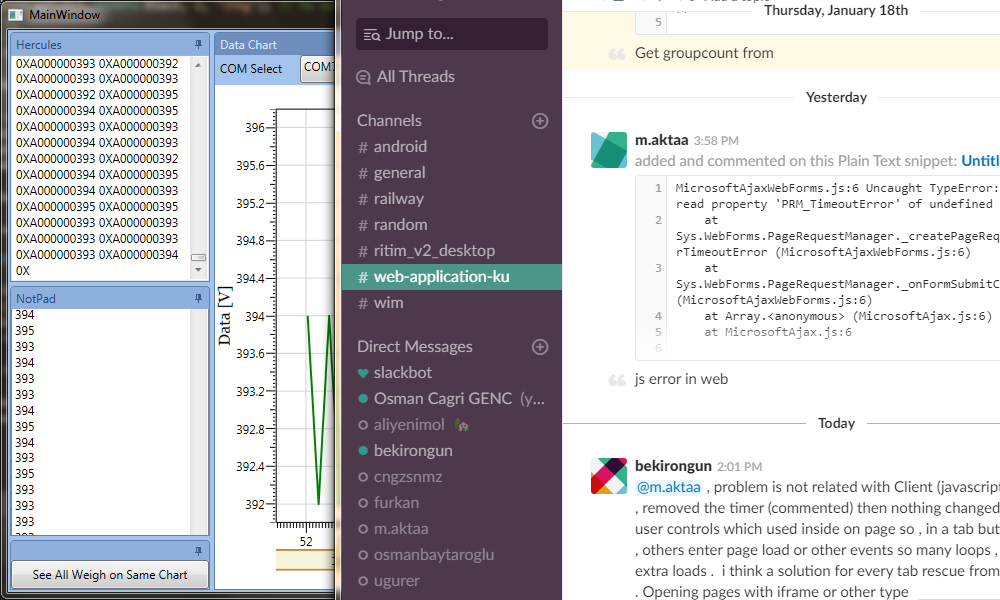 MainWindow
Hercules
0XA000000393 0XA000000392
0XA000000393 0XA000000393
0XA000000392 0XA000000395
0XA000000394 0XA000000395
0XA000000393 0XA000000393
0XA000000394 0XA000000393
0XA000000393 0XA000000392
0XA000000394 0XA000000395
0XA000000394 0XA000000393
0XA000000395 0XA000000395
0XA000000393 0XA000000393
0XA000000393 0XA000000393
0XA000000393 0XA000000394
0X
NotPad
394
395
393
394
393
393
394
395
394
393
395
393
393
393
See All Weigh on Same Chart
Data Chart
COM Select
Data [V]
396
395.6
395.2
394.8
394.4
394
393.6
393.2
392.8
392.4
392
52
Jump to...
All Threads
Channels
# android
# general
# railway
# random
# ritim_v2_desktop
# web-application-ku
# wim
Direct Messages
slackbot
Osman Cagri GENC (y...
aliyenimol
bekirongun
cngzsnmz
furkan
m.aktaa
osmanbaytaroglu
ugurer
Thursday, January 18th
5
Get groupcount from
Yesterday
m.aktaa 3:58 PM
added and commented on this Plain Text snippet: Untitl
1 MicrosoftAjaxWebForms.js:6 Uncaught TypeError:
read property 'PRM_TimeoutError' of undefined
2 at
Sys.WebForms.PageRequestManager._createPageReq
rTimeoutError (MicrosoftAjaxWebForms.js:6)
3 at
Sys.WebForms.PageRequestManager._onFormSubmitC
(MicrosoftAjaxWebForms.js:6)
4 at Array.<anonymous> (MicrosoftAjax.js:6)
5 at MicrosoftAjax.js:6
6
js error in web
Today
bekirongun 2:01 PM
@m.aktaa , problem is not related with Client (javascript
, removed the timer (commented) then nothing changed
user controls which used inside on page so , in a tab but
, others enter page load or other events so many loops ,
extra loads . i think a solution for every tab rescue from
. Opening pages with iframe or other type